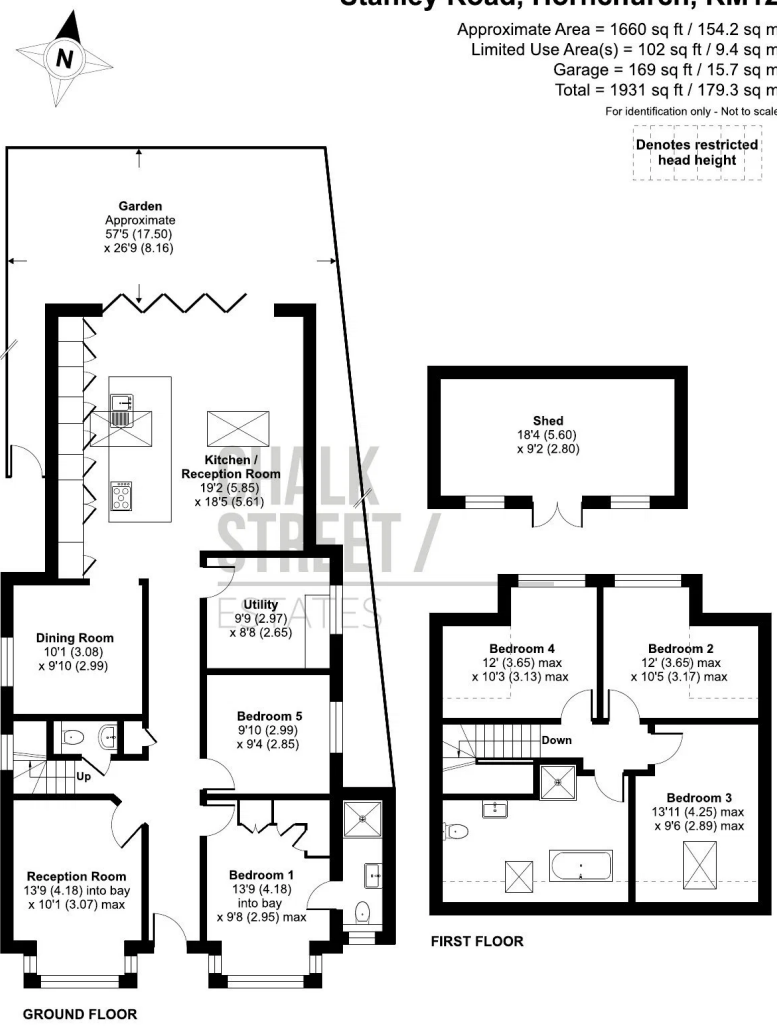 Stanley Road, Hornchurch, RM12
Approximate Area = 1660 sq ft / 154.2 sq m
Limited Use Area(s) = 102 sq ft / 9.4 sq m
Garage = 169 sq ft / 15.7 sq m
Total = 1931 sq ft / 179.3 sq m
For identification only - Not to scale
Denotes restricted
head height
N
Garden
Approximate
57'5 (17.50)
x 26'9 (8.16)
Kitchen /
Reception Room
19'2 (5.85)
x 18'5 (5.61)
CHALK
STREET /
ESTATES
Shed
18'4 (5.60)
x 9'2 (2.80)
Utility
9'9 (2.97)
x 8'8 (2.65)
Dining Room
10'1 (3.08)
x 9'10 (2.99)
Bedroom 5
9'10 (2.99)
x 9'4 (2.85)
Up
Reception Room
13'9 (4.18) into bay
x 10'1 (3.07) max
Bedroom 1
13'9 (4.18)
into bay
x 9'8 (2.95) max
GROUND FLOOR
Bedroom 4
12' (3.65) max
x 10'3 (3.13) max
Bedroom 2
12' (3.65) max
x 10'5 (3.17) max
Down
Bedroom 3
13'11 (4.25) max
x 9'6 (2.89) max
FIRST FLOOR